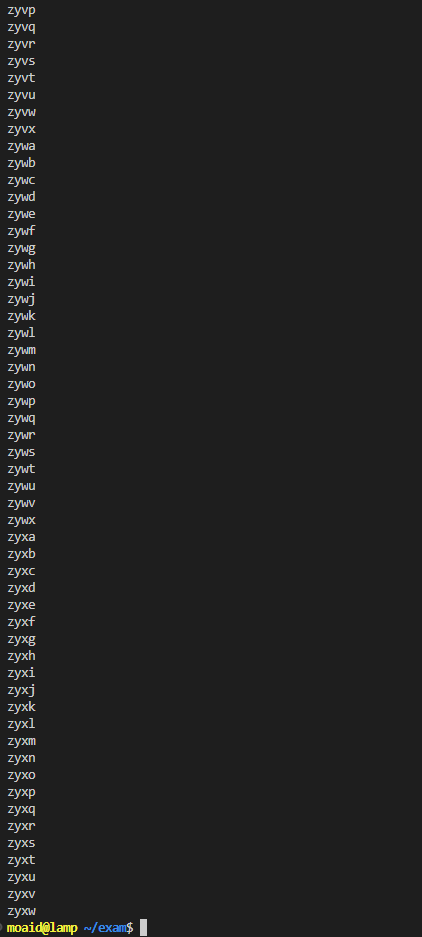 zyvp
zyvq
zyvr
zyvs
zyvt
zyvu
zyvw
zyvx
zywa
zywb
zywc
zywd
zywe
zywf
zywg
zywh
zywi
zywj
zywk
zywl
zywm
zywn
zywo
zywp
zywq
zywr
zyws
zywt
zywu
zywv
zywx
zyxa
zyxb
zyxc
zyxd
zyxe
zyxf
zyxg
zyxh
zyxi
zyxj
zyxk
zyxl
zyxm
zyxn
zyxo
zyxp
zyxq
zyxr
zyxs
zyxt
zyxu
zyxv
zyxw
moaid@lamp ~/exam$